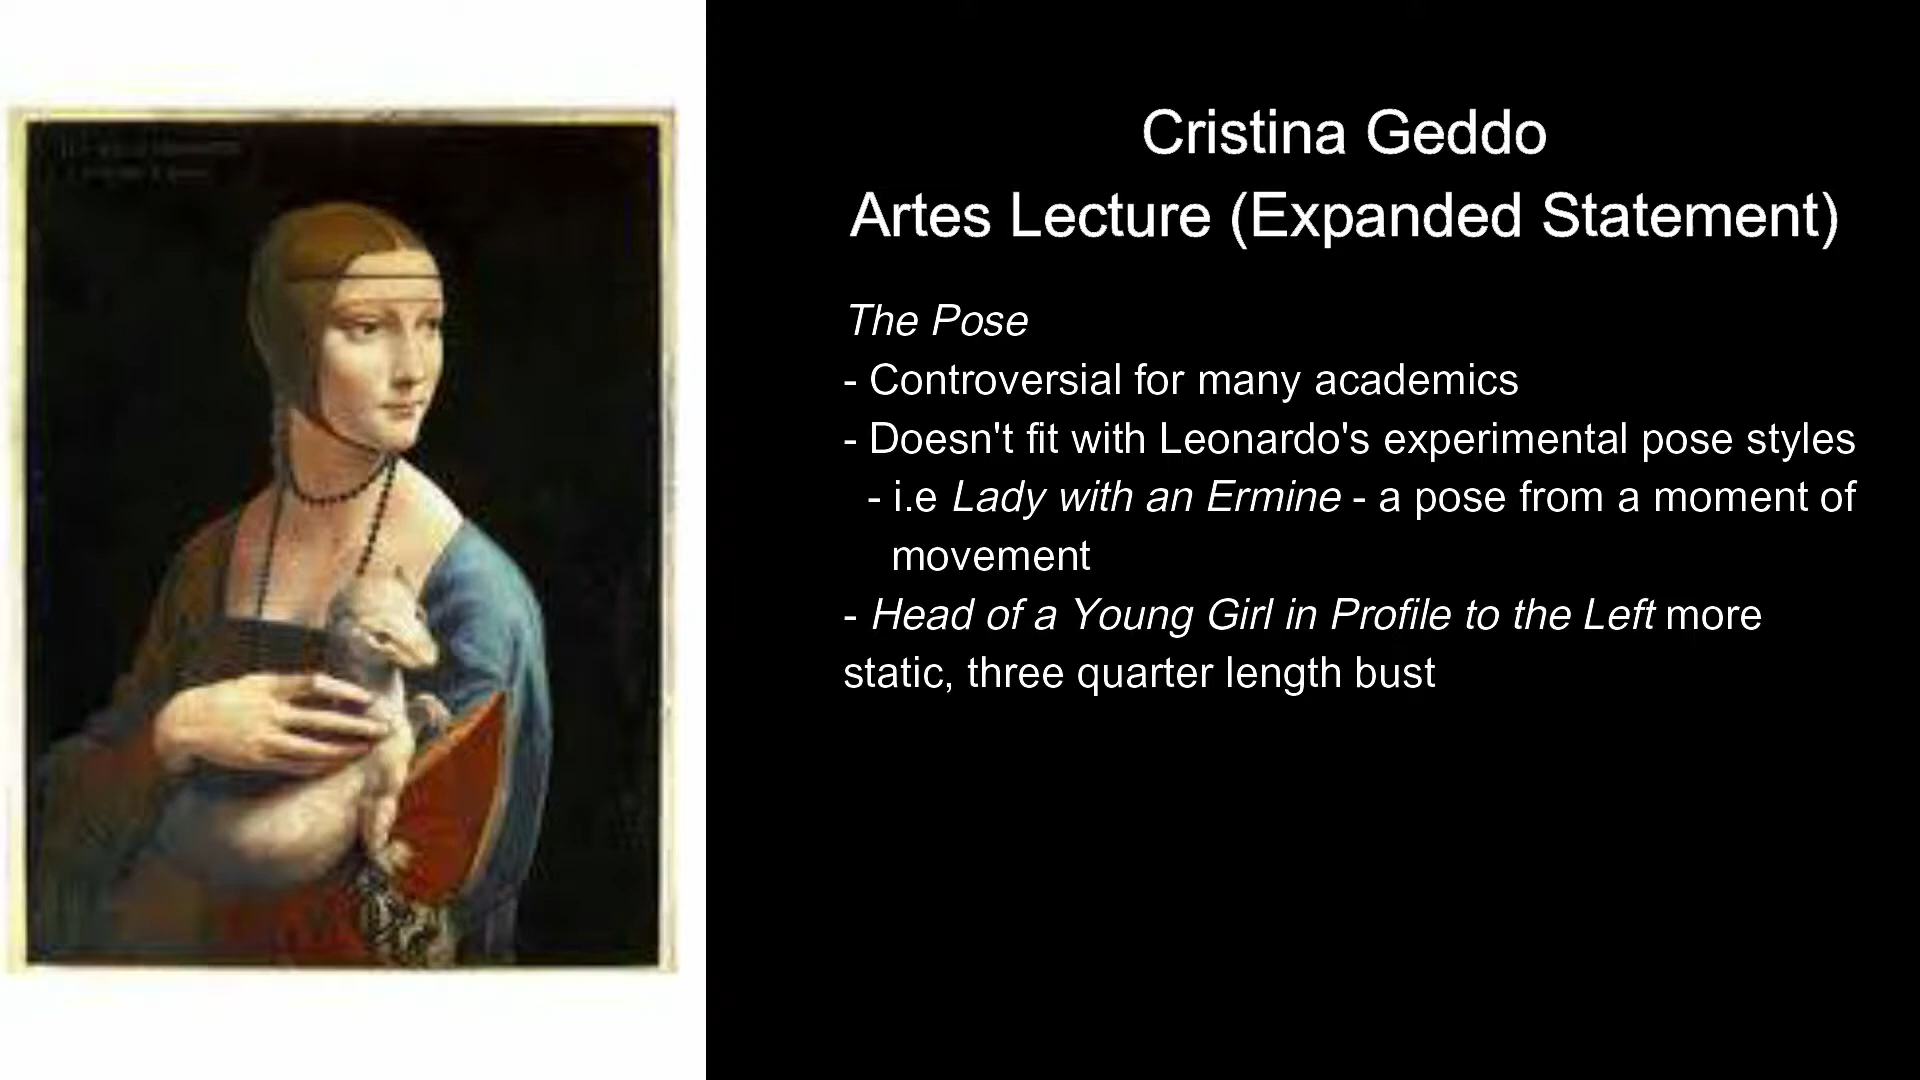 Cristina Geddo
Artes Lecture (Expanded Statement)
The Pose
- Controversial for many academics
- Doesn't fit with Leonardo's experimental pose styles
- i.e Lady with an Ermine - a pose from a moment of
movement
- Head of a Young Girl in Profile to the Left more
static, three quarter length bust